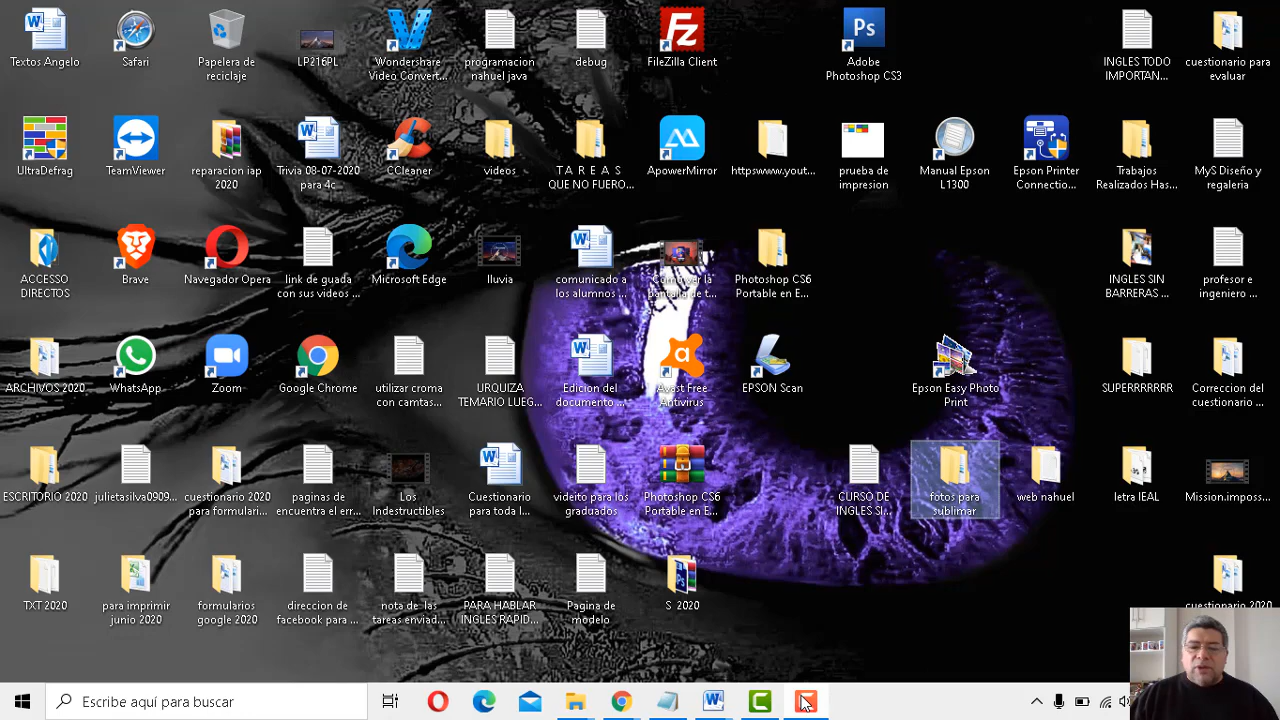 Textos Angelo
Safari
Papelera de
reciclaje
LP216PL
Wondershare
Video Convert...
programacion
nahuel java
debug
FileZilla Client
Ps
Adobe
Photoshop CS3
INGLES TODO
IMPORTAN...
cuestionario para
evaluar
UltraDefrag
TeamViewer
reparacion iap
2020
Trivia 08-07-2020
para 4c
CCleaner
videos
T A R E A S
QUE NO FUERO...
ApowerMirror
httpswww.yout...
prueba de
impresion
Manual Epson
L1300
Epson Printer
Connectio...
Trabajos
Realizados Has...
MyS Diseño y
regaleria
ACCESSO
DIRECTOS
Brave
Navegador Opera
link de guada
con sus videos ...
Microsoft Edge
lluvia
comunicado a
los alumnos ...
Como ver la
pantalla de t...
Photoshop CS6
Portable en E...
INGLES SIN
BARRERAS ...
profesor e
ingeniero ...
ARCHIVOS 2020
WhatsApp
Zoom
Google Chrome
utilizar croma
con camtas...
URQUIZA
TEMARIO LUEG...
Edicion del
documento ...
Avast Free
Antivirus
EPSON Scan
Epson Easy Photo
Print
SUPERRRRRRR
Correccion del
cuestionario ...
ESCRITORIO 2020
julietasilva0909...
cuestionario 2020
para formulari...
paginas de
encuentra el err...
Los
Indestructibles
Cuestionario
para toda l...
videito para los
graduados
Photoshop CS6
Portable en E...
CURSO DE
INGLES SI...
fotos para
sublimar
web nahuel
letra IEAL
Mission.imposs...
TXT 2020
para imprimir
junio 2020
formularios
google 2020
direccion de
facebook para ...
nota de las
tareas enviad...
PARA HABLAR
INGLES RAPID...
Pagina de
modelo
S 2020
cuestionario 2020
Escribe aquí para buscar